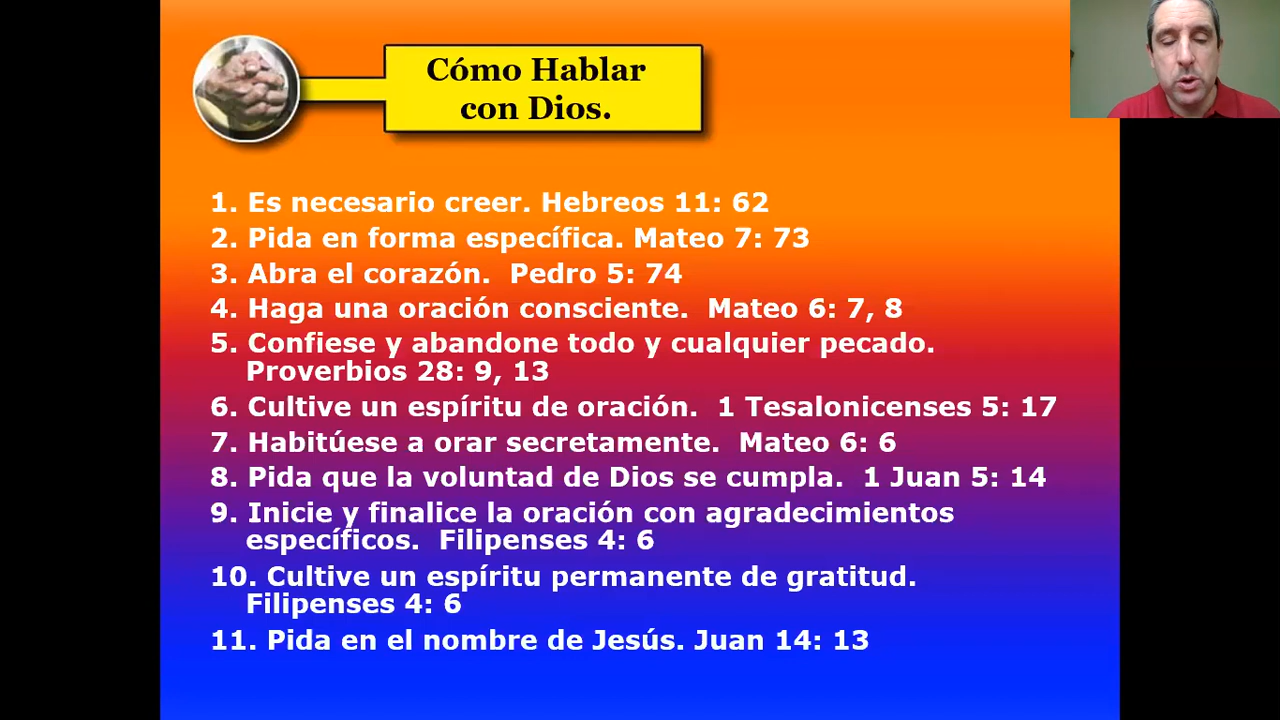 Cómo Hablar
con Dios.
1. Es necesario creer. Hebreos 11: 62
2. Pida en forma específica. Mateo 7: 73
3. Abra el corazón.  Pedro 5: 74
4. Haga una oración consciente.  Mateo 6: 7, 8
5. Confiese y abandone todo y cualquier pecado.
Proverbios 28: 9, 13
6. Cultive un espíritu de oración.  1 Tesalonicenses 5: 17
7. Habitúese a orar secretamente.  Mateo 6: 6
8. Pida que la voluntad de Dios se cumpla.  1 Juan 5: 14
9. Inicie y finalice la oración con agradecimientos
específicos.  Filipenses 4: 6
10. Cultive un espíritu permanente de gratitud.
Filipenses 4: 6
11. Pida en el nombre de Jesús. Juan 14: 13